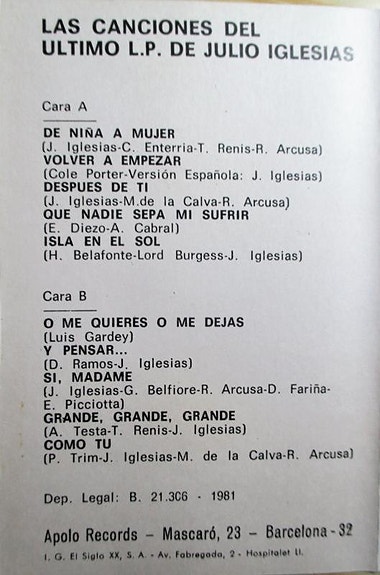 LAS CANCIONES DEL
ULTIMO L.P. DE JULIO IGLESIAS
Cara A
DE NIÑA A MUJER
(J. Iglesias-C. Enterria-T. Renis-R. Arcusa)
VOLVER A EMPEZAR
(Cole Porter-Versión Española: J. Iglesias)
DESPUES DE TI
(J. Iglesias-M.de la Calva-R. Arcusa)
QUE NADIE SEPA MI SUFRIR
(E. Diezo-A. Cabral)
ISLA EN EL SOL
(H. Belafonte-Lord Burgess-J. Iglesias)
Cara B
O ME QUIERES O ME DEJAS
(Luis Gardey)
Y PENSAR...
(D. Ramos-J. Iglesias)
SI, MADAME
(J. Iglesias-G. Belfiore-R. Arcusa-D. Fariña-
E. Picciotta)
GRANDE, GRANDE, GRANDE
(A. Testa-T. Renis-J. Iglesias)
COMO TU
(P. Trim-J. Iglesias-M. de la Calva-R. Arcusa)
Dep. Legal: B. 21.306 - 1981
Apolo Records – Mascaró, 23 – Barcelona-32
I. G. El Siglo XX, S. A. - Av. Fabregada, 2 - Hospitalet Ll.